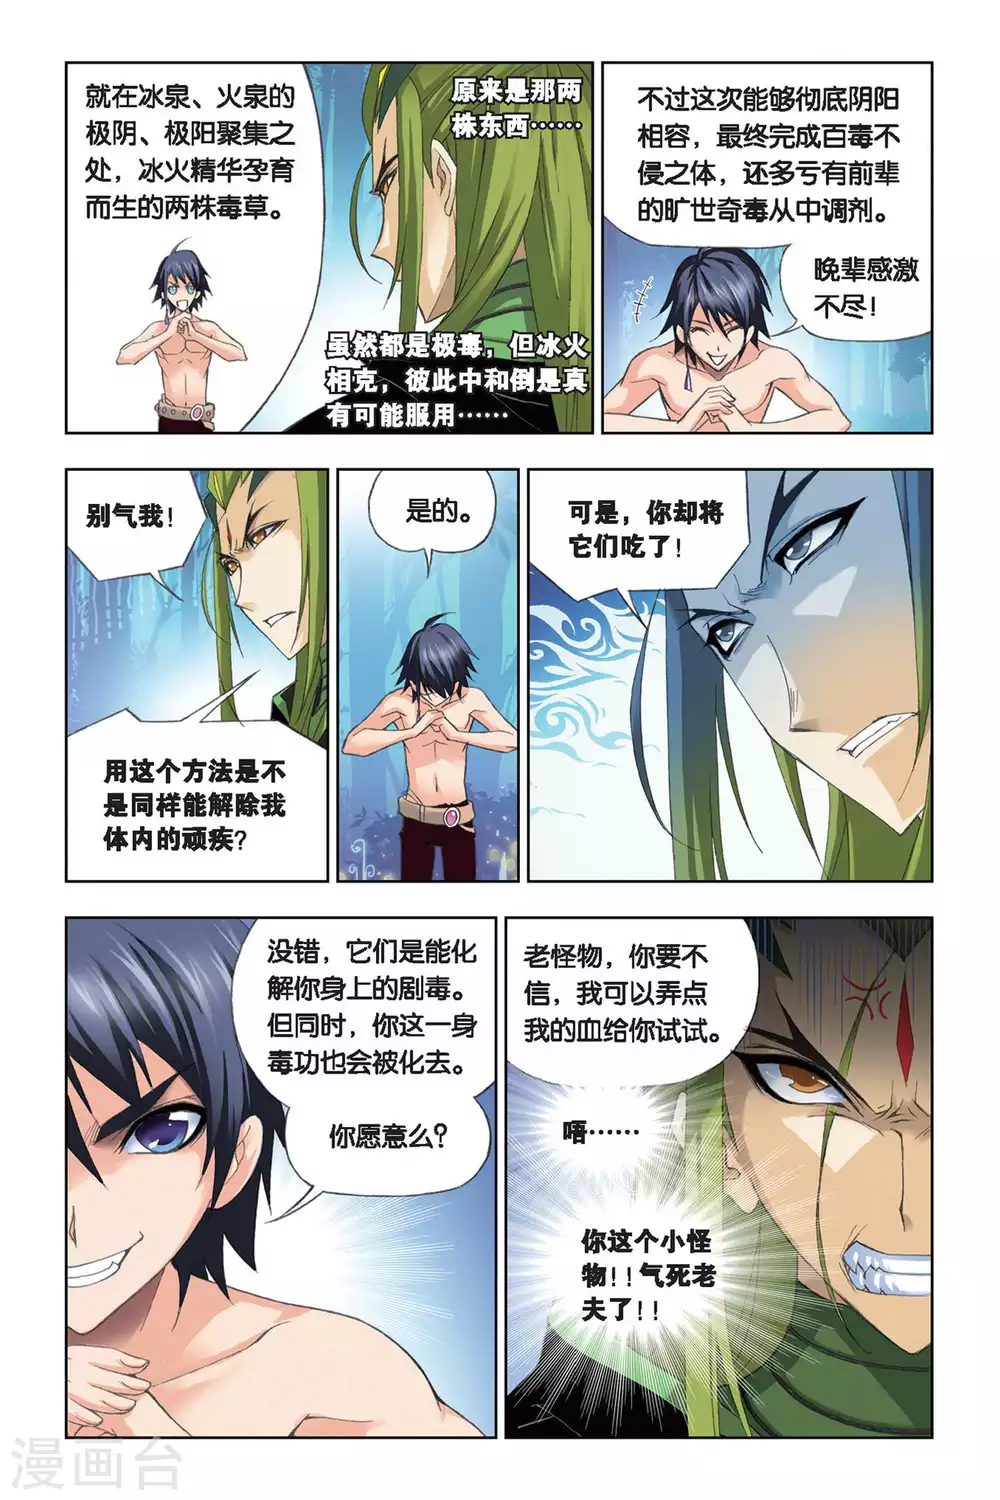 就在冰泉、火泉的
极阴、极阳聚集之
处，冰火精华孕育
而生的两株毒草。
原来是那两
株东西……
虽然都是极毒，但冰火
相克，彼此中和倒是真
有可能服用……
不过这次能够彻底阴阳
相容，最终完成百毒不
侵之体，还多亏有前辈
的旷世奇毒从中调剂。
晚辈感激
不尽！
别气我！
用这个方法是不
是同样能解除我
体内的顽疾？
是的。
可是，你却将
它们吃了！
没错，它们是能化
解你身上的剧毒。
但同时，你这一身
毒功也会被化去。
你愿意么？
老怪物，你要不
信，我可以弄点
我的血给你试试。
唔……
你这个小怪
物！！气死老
夫了！！
漫画台